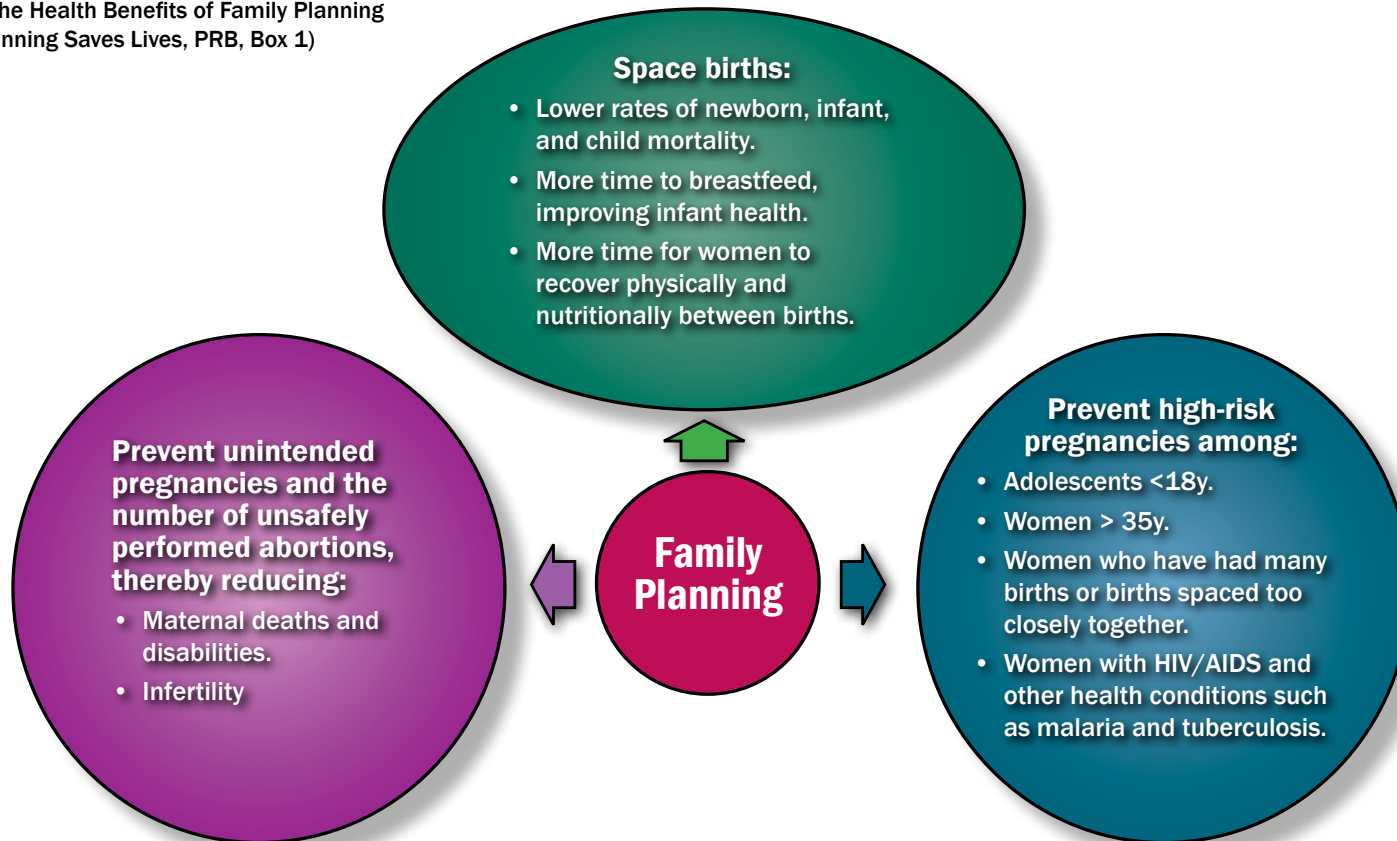 he Health Benefits of Family Planning
nning Saves Lives, PRB, Box 1)
Space births:
• Lower rates of newborn, infant,
and child mortality.
• More time to breastfeed,
improving infant health.
• More time for women to
recover physically and
nutritionally between births.
Prevent unintended
pregnancies and the
number of unsafely
performed abortions,
thereby reducing:
• Maternal deaths and
disabilities.
• Infertility
Family
Planning
Prevent high-risk
pregnancies among:
• Adolescents <18y.
• Women > 35y.
• Women who have had many
births or births spaced too
closely together.
• Women with HIV/AIDS and
other health conditions such
as malaria and tuberculosis.